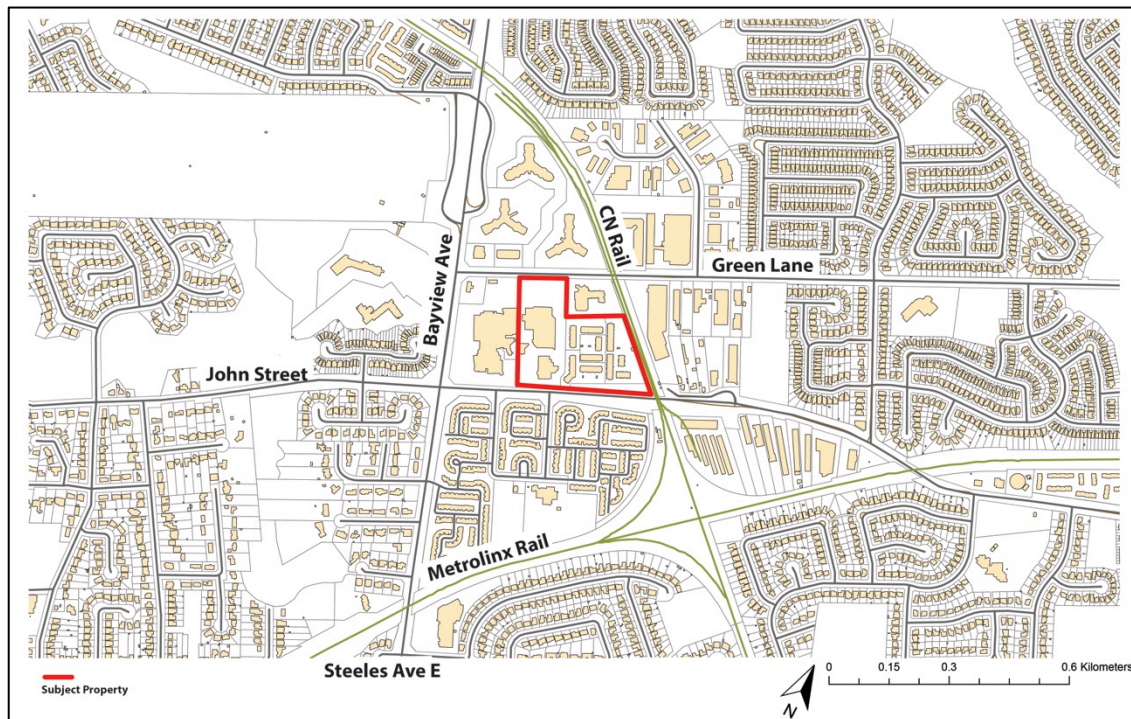 CN Rail
Green Lane
Bayview Ave
John Street
Metrolinx Rail
Steeles Ave E
Subject Property
N
0 0.15 0.3 0.6 Kilometers